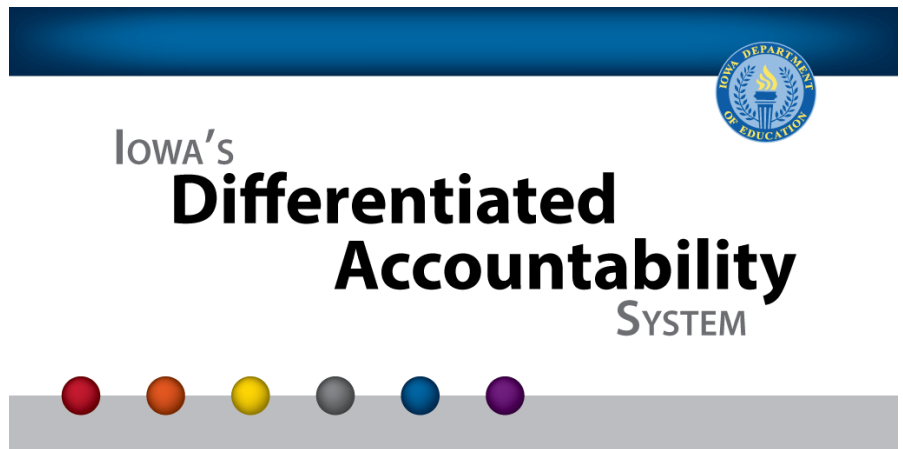 IOWA DEPARTMENT
OF EDUCATION
IOWA'S
Differentiated
Accountability
SYSTEM